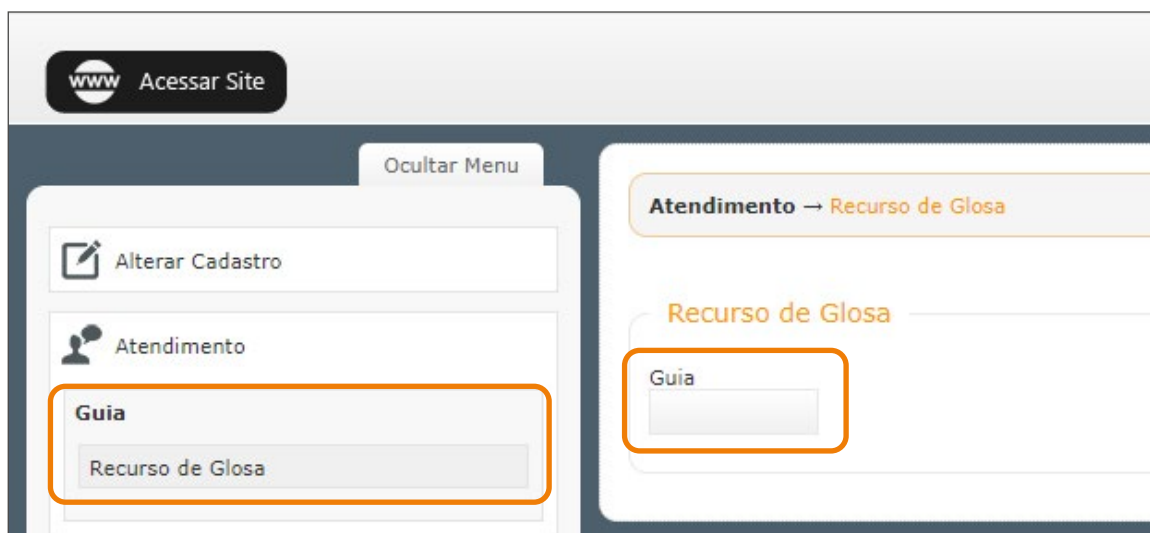 www Acessar Site
Ocultar Menu
Alterar Cadastro
Atendimento
Guia
Recurso de Glosa
Atendimento → Recurso de Glosa
Recurso de Glosa
Guia